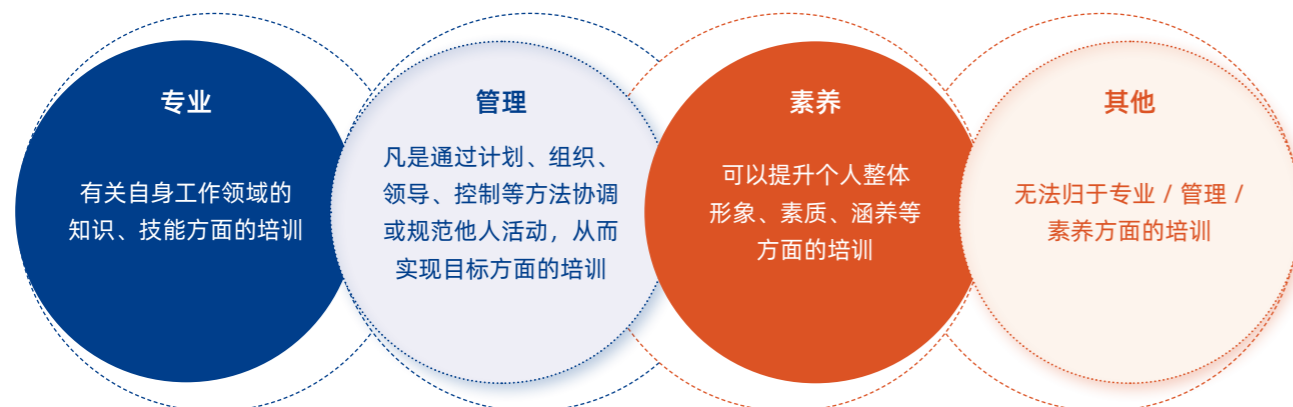 专业
有关自身工作领域的
知识、技能方面的培训
管理
凡是通过计划、组织、
领导、控制等方法协调
或规范他人活动，从而
实现目标方面的培训
素养
可以提升个人整体
形象、素质、涵养等
方面的培训
其他
无法归于专业 / 管理 /
素养方面的培训